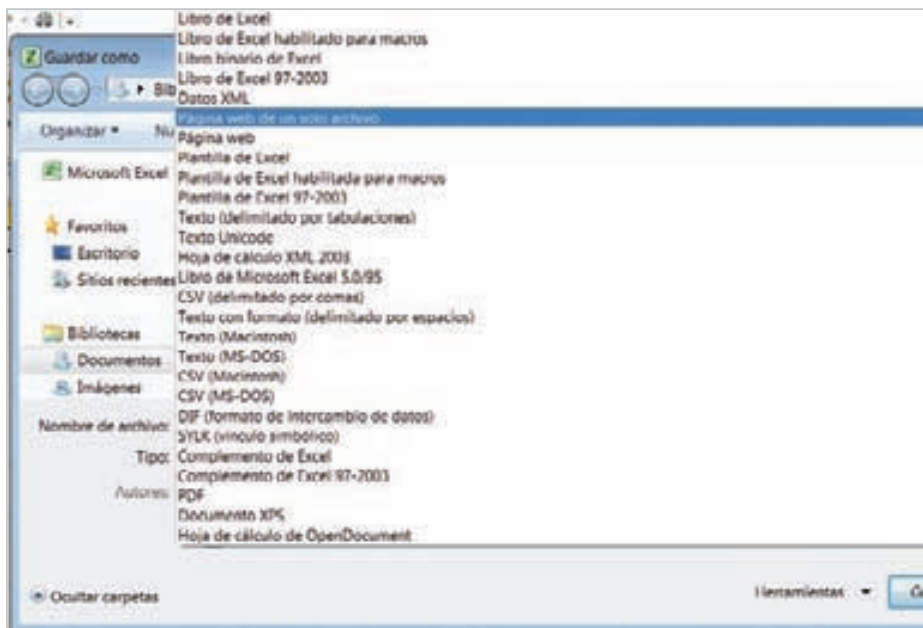 Libro de Excel
Libro de Excel habilitado para macros
Guardar como
Libro binario de Excel
Libro de Excel 97-2003
Bib
Datos XML
Página web de un solo archivo
Organizar
Nu
Página web
Plantilla de Excel
Microsoft Excel
Plantilla de Excel habilitada para macros
Plantilla de Excel 97-2003
Texto (delimitado por tabulaciones)
Favoritos
Texto Unicode
Escritorio
Hoja de cálculo XML 2003
Sitios recientes
Libro de Microsoft Excel 5.0/95
CSV (delimitado por comas)
Texto con formato (delimitado por espacios)
Bibliotecas
Texto (Macintosh)
Documentos
Texto (MS-DOS)
CSV (Macintosh)
Imágenes
CSV (MS-DOS)
DIF (formato de intercambio de datos)
Nombre de archivo:
SYLK (vínculo simbólico)
Tipo:
Complemento de Excel
Complemento de Excel 97-2003
Autores:
PDF
Documento XPS
Hoja de cálculo de OpenDocument
Ocultar carpetas
Herramientas